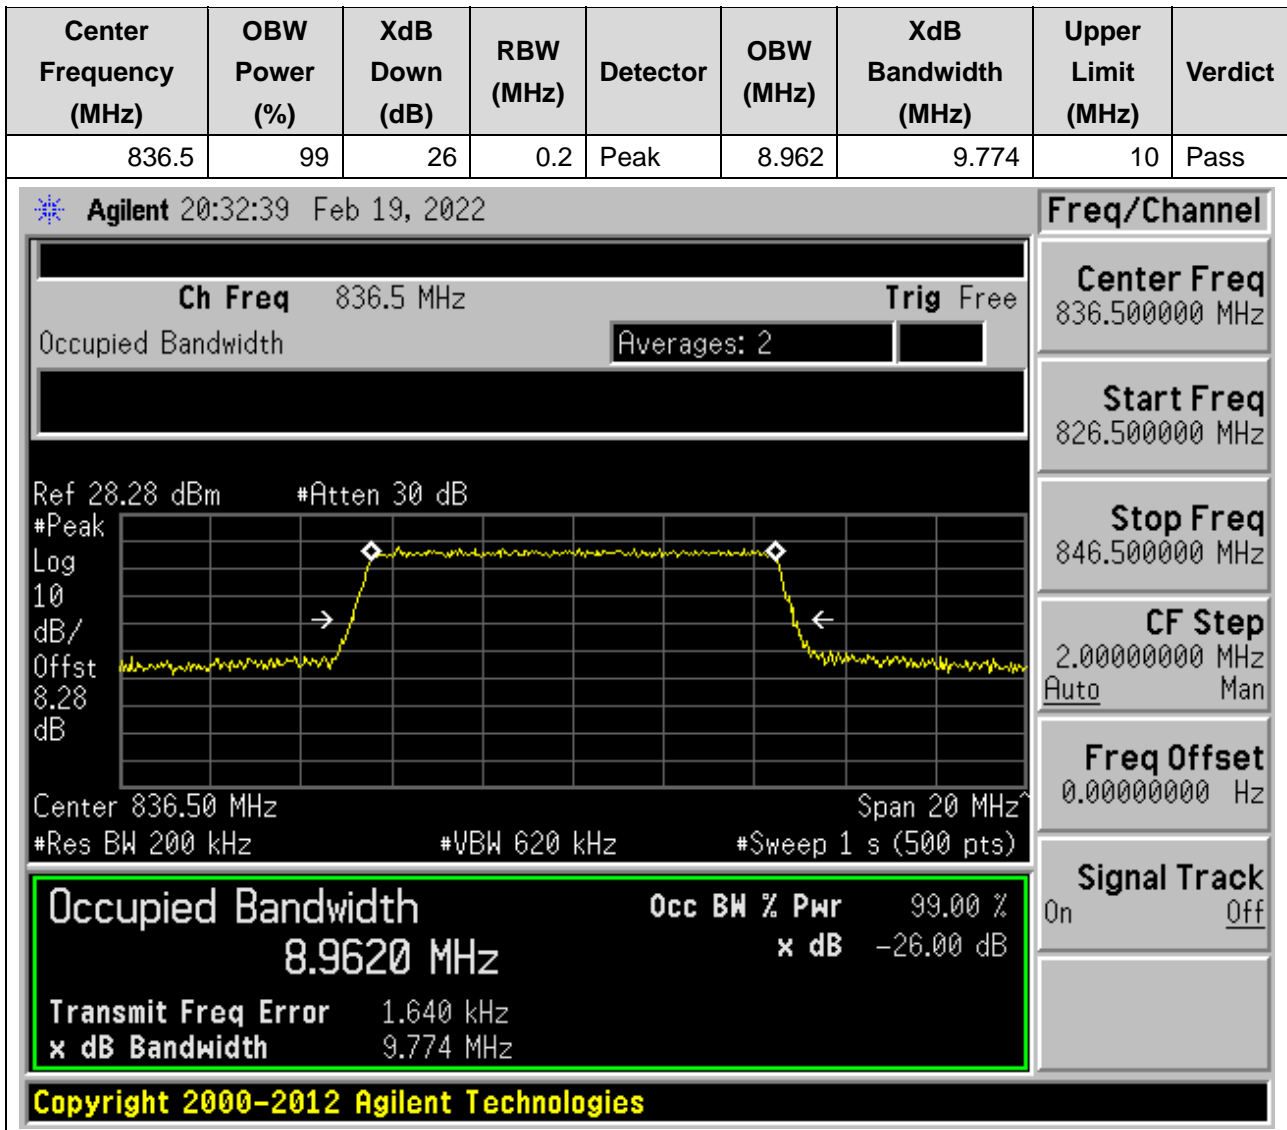 Center Frequency (MHz) OBW Power (%) XdB Down (dB) RBW (MHz) Detector OBW (MHz) XdB Bandwidth (MHz) Upper Limit (MHz) Verdict
836.5 99 26 0.2 Peak 8.962 9.774 10 Pass
Agilent 20:32:39 Feb 19, 2022
Freq/Channel
Ch Freq 836.5 MHz Trig Free
Occupied Bandwidth Averages: 2
Center Freq
836.500000 MHz
Start Freq
826.500000 MHz
Stop Freq
846.500000 MHz
CF Step
2.00000000 MHz
Auto Man
Freq Offset
0.00000000 Hz
Signal Track
On Off
Ref 28.28 dBm #Atten 30 dB
#Peak
Log
10
dB/
Offst
8.28
dB
Center 836.50 MHz Span 20 MHz^
#Res BW 200 kHz #VBW 620 kHz #Sweep 1 s (500 pts)
Occupied Bandwidth Occ BW % Pwr 99.00 %
8.9620 MHz x dB -26.00 dB
Transmit Freq Error 1.640 kHz
x dB Bandwidth 9.774 MHz
Copyright 2000-2012 Agilent Technologies